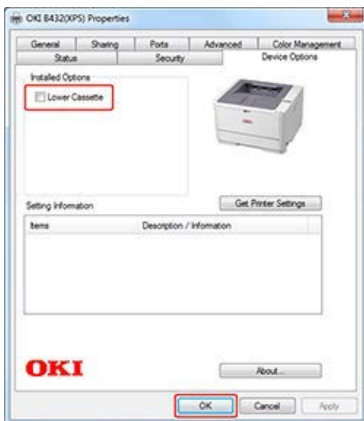 OKI B432(XPS) Properties
General Sharing Ports Advanced Color Management
Status Security Device Options
Installed Options
Lower Cassette
Get Printer Settings
Setting Information
Items Description / Information
OKI
About...
OK Cancel Apply